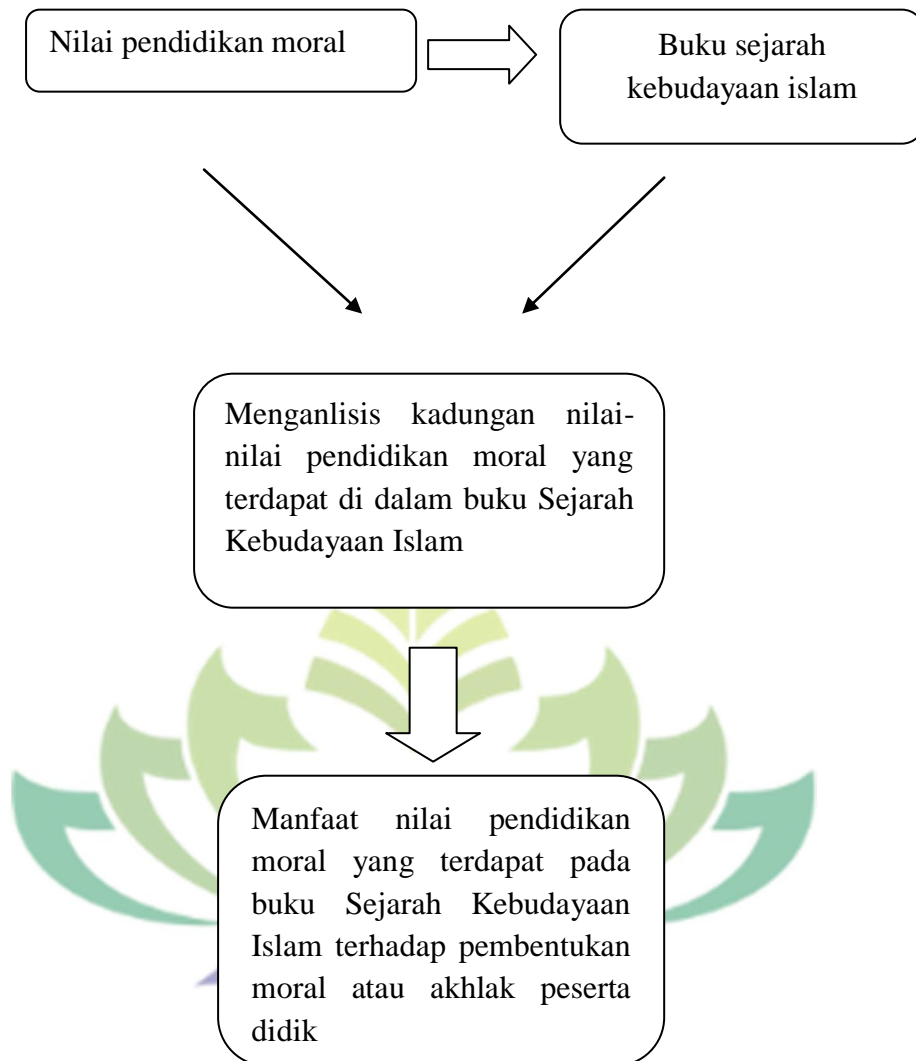 Nilai pendidikan moral
Buku sejarah
kebudayaan islam
Menganlisis kadungan nilai-
nilai pendidikan moral yang
terdapat di dalam buku Sejarah
Kebudayaan Islam
Manfaat nilai pendidikan
moral yang terdapat pada
buku Sejarah Kebudayaan
Islam terhadap pembentukan
moral atau akhlak peserta
didik